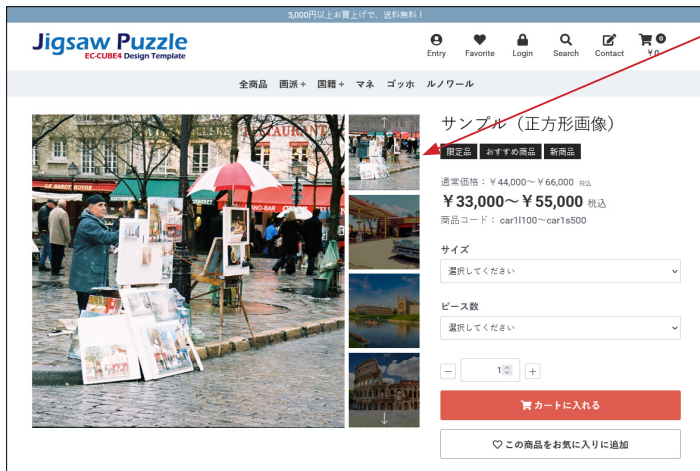 5,000円以上お買上げで、送料無料！
Jigsaw Puzzle
EC-CUBE4 Design Template
Entry
Favorite
Login
Search
Contact
0
￥0
全商品 画派+ 国籍+ マネ ゴッホ ルノワール
RESTAURANT
LE SABOT ROUGE
サンプル（正方形画像）
限定品 おすすめ商品 新商品
通常価格：￥44,000～￥66,000 税込
￥33,000～￥55,000 税込
商品コード： car1l100～car1s500
サイズ
選択してください
ピース数
選択してください
－ 1 ＋
カートに入れる
この商品をお気に入りに追加